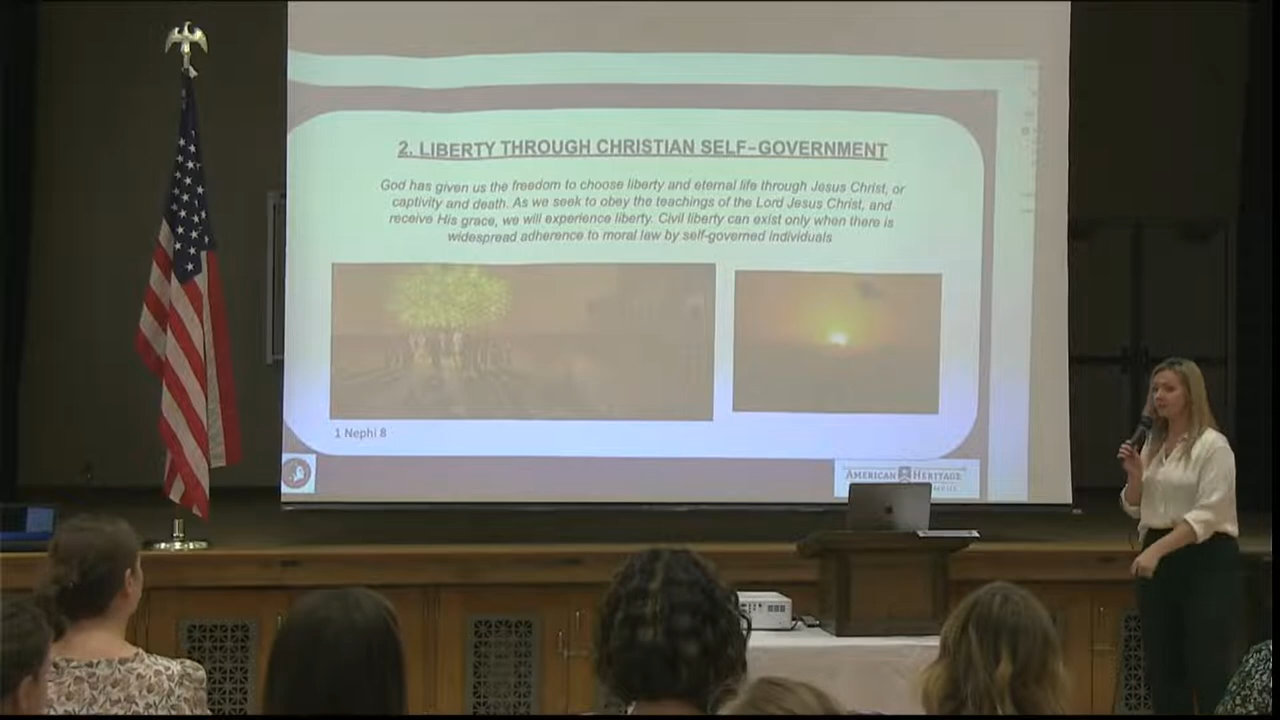 2. LIBERTY THROUGH CHRISTIAN SELF-GOVERNMENT
God has given us the freedom to choose liberty and eternal life through Jesus Christ, or
captivity and death. As we seek to obey the teachings of the Lord Jesus Christ, and
receive His grace, we will experience liberty. Civil liberty can exist only when there is
widespread adherence to moral law by self-governed individuals
1 Nephi 8
AMERICAN HERITAGE